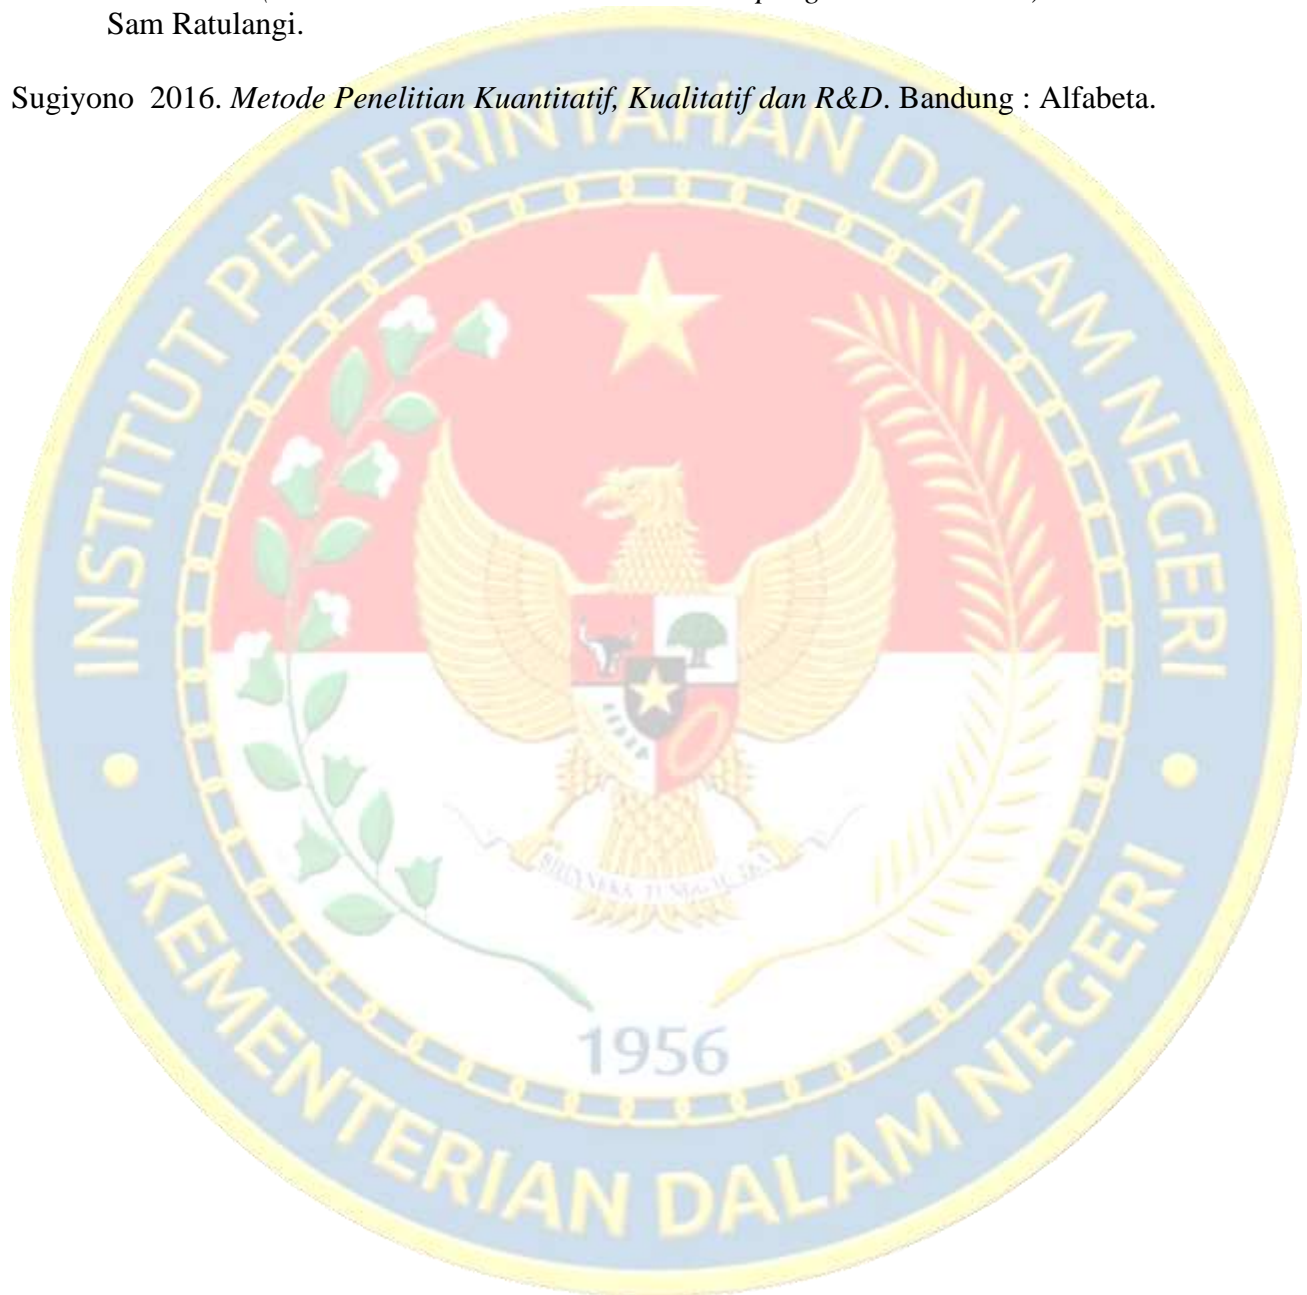 Sam Ratulangi.
Sugiyono 2016. Metode Penelitian Kuantitatif, Kualitatif dan R&D. Bandung : Alfabeta.
INSTITUT PEMERINTAHAN DALAM NEGERI
1956
KEMENTERIAN DALAM NEGERI